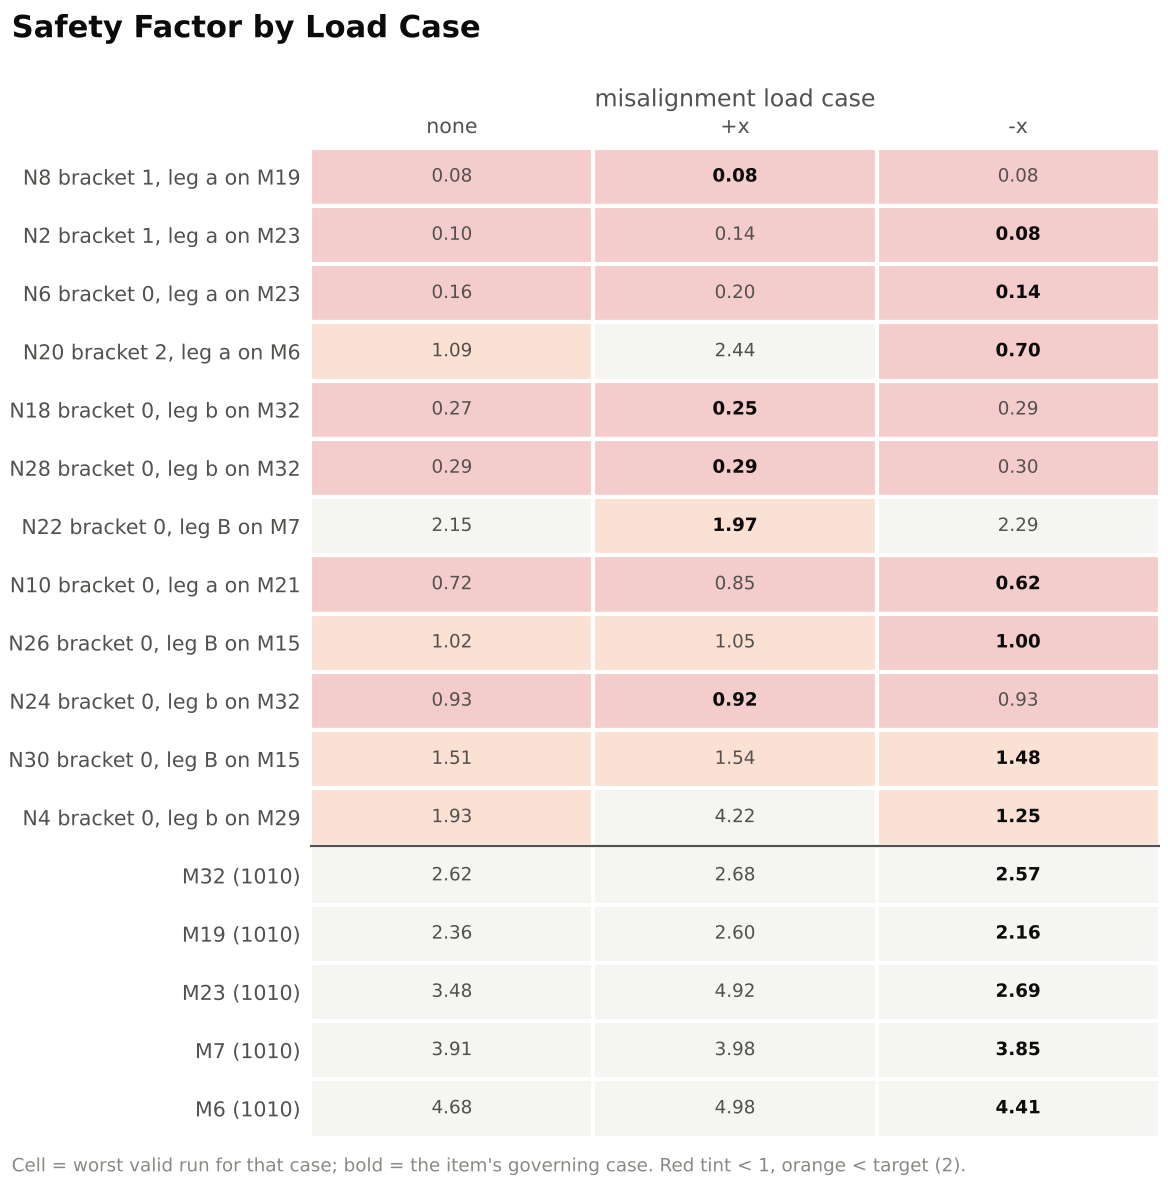 Safety Factor by Load Case
misalignment load case
none +x -x
N8 bracket 1, leg a on M19 0.08 0.08 0.08
N2 bracket 1, leg a on M23 0.10 0.14 0.08
N6 bracket 0, leg a on M23 0.16 0.20 0.14
N20 bracket 2, leg a on M6 1.09 2.44 0.70
N18 bracket 0, leg b on M32 0.27 0.25 0.29
N28 bracket 0, leg b on M32 0.29 0.29 0.30
N22 bracket 0, leg B on M7 2.15 1.97 2.29
N10 bracket 0, leg a on M21 0.72 0.85 0.62
N26 bracket 0, leg B on M15 1.02 1.05 1.00
N24 bracket 0, leg b on M32 0.93 0.92 0.93
N30 bracket 0, leg B on M15 1.51 1.54 1.48
N4 bracket 0, leg b on M29 1.93 4.22 1.25
M32 (1010) 2.62 2.68 2.57
M19 (1010) 2.36 2.60 2.16
M23 (1010) 3.48 4.92 2.69
M7 (1010) 3.91 3.98 3.85
M6 (1010) 4.68 4.98 4.41
Cell = worst valid run for that case; bold = the item's governing case. Red tint < 1, orange < target (2).